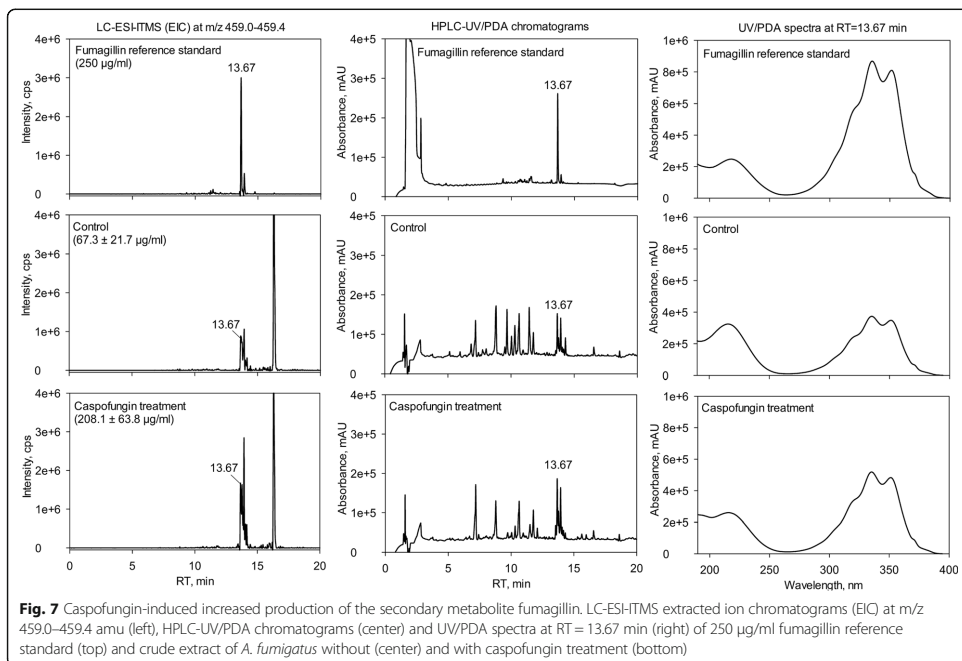 LC-ESI-ITMS (EIC) at m/z 459.0-459.4
HPLC-UV/PDA chromatograms
UV/PDA spectra at RT=13.67 min
4e+6
3e+6
2e+6
1e+6
0
Intensity, cps
Fumagillin reference standard
(250 µg/ml)
13.67
4e+5
3e+5
2e+5
1e+5
0
Absorbance, mAU
Fumagillin reference standard
13.67
1e+6
8e+5
6e+5
4e+5
2e+5
0
Absorbance, mAU
Fumagillin reference standard
4e+6
3e+6
2e+6
1e+6
0
Intensity, cps
Control
(67.3 ± 21.7 µg/ml)
13.67
4e+5
3e+5
2e+5
1e+5
0
Absorbance, mAU
Control
13.67
1e+6
8e+5
6e+5
4e+5
2e+5
0
Absorbance, mAU
Control
4e+6
3e+6
2e+6
1e+6
0
Intensity, cps
Caspofungin treatment
(208.1 ± 63.8 µg/ml)
13.67
0 5 10 15 20
RT, min
4e+5
3e+5
2e+5
1e+5
0
Absorbance, mAU
Caspofungin treatment
13.67
0 5 10 15 20
RT, min
1e+6
8e+5
6e+5
4e+5
2e+5
0
Absorbance, mAU
Caspofungin treatment
200 250 300 350 400
Wavelength, nm
Fig. 7 Caspofungin-induced increased production of the secondary metabolite fumagillin. LC-ESI-ITMS extracted ion chromatograms (EIC) at m/z
459.0–459.4 amu (left), HPLC-UV/PDA chromatograms (center) and UV/PDA spectra at RT = 13.67 min (right) of 250 µg/ml fumagillin reference
standard (top) and crude extract of A. fumigatus without (center) and with caspofungin treatment (bottom)